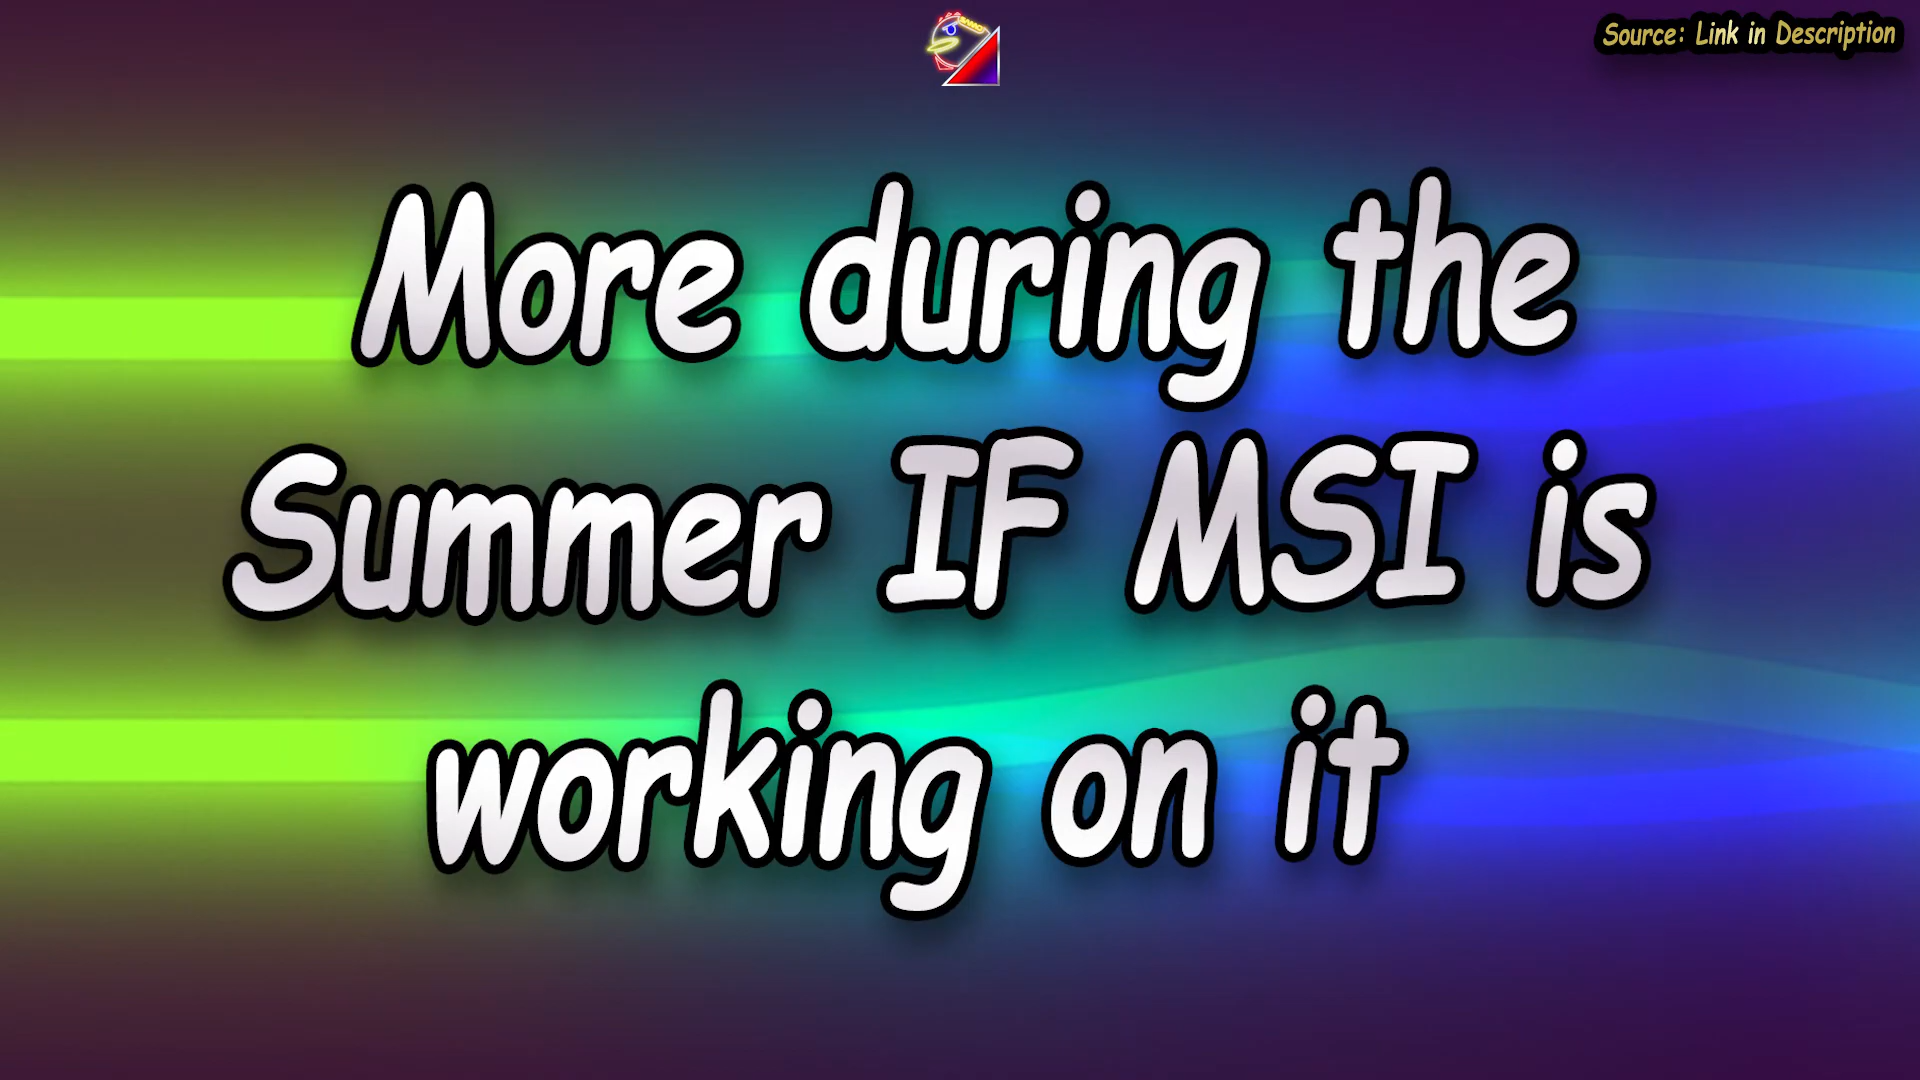 Source: Link in Description
More during the
Summer IF MSI is
working on it